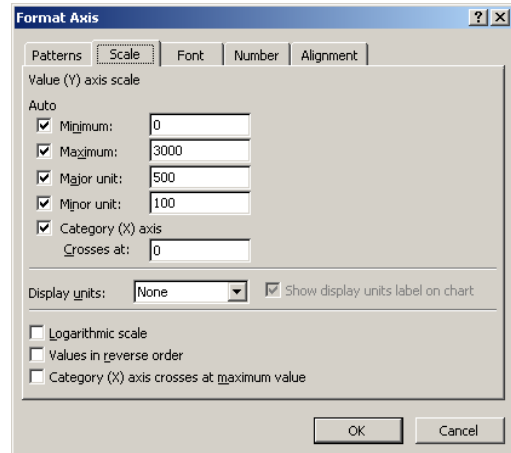 Format Axis
Patterns Scale Font Number Alignment
Value (Y) axis scale
Auto
Minimum: 0
Maximum: 3000
Major unit: 500
Minor unit: 100
Category (X) axis
Crosses at: 0
Display units: None Show display units label on chart
Logarithmic scale
Values in reverse order
Category (X) axis crosses at maximum value
OK Cancel